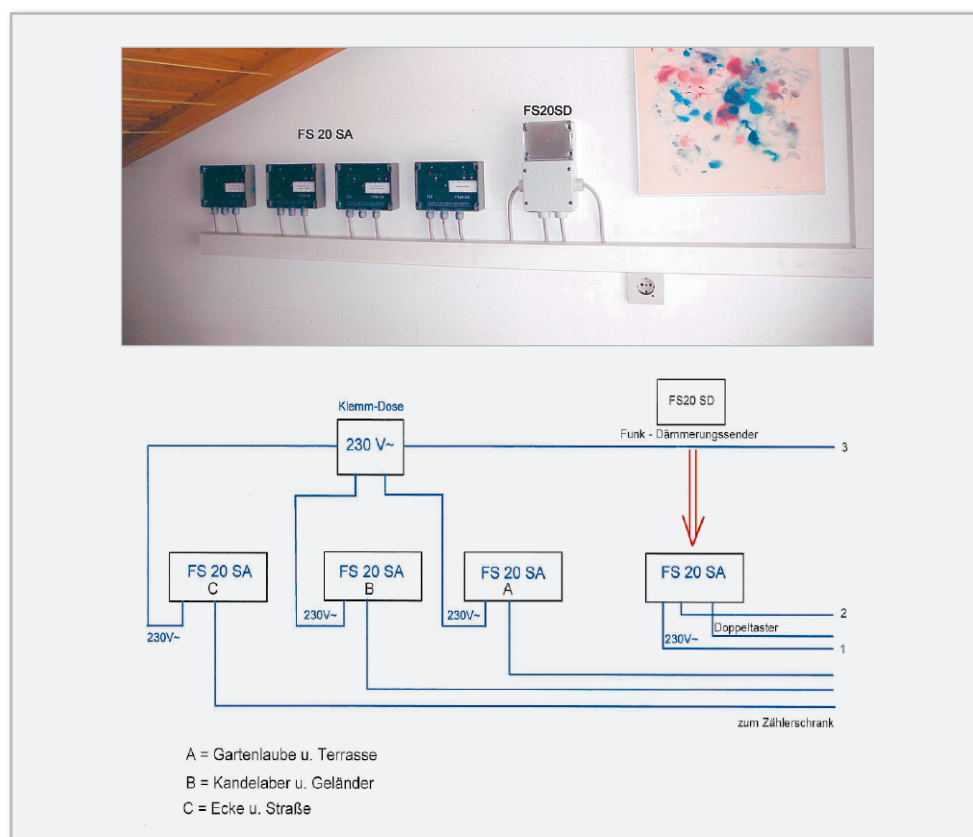 FS20SD
FS 20 SA
FS20 SD
Klemm-Dose
Funk - Dämmerungssender
230 V~
3
FS 20 SA
C
FS 20 SA
B
FS 20 SA
A
FS 20 SA
230V~
230V~
230V~
2
Doppeltaster
230V~
1
zum Zählerschrank
A = Gartenlaube u. Terrasse
B = Kandelaber u. Geländer
C = Ecke u. Straße